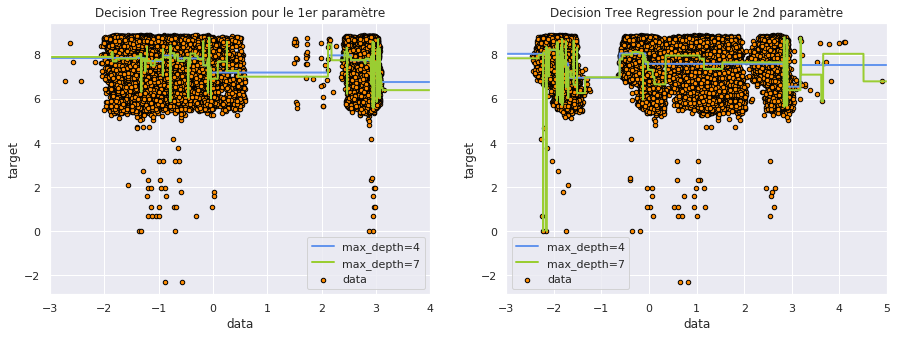 Decision Tree Regression pour le 1er paramètre
8
6
4
2
0
−2
target
−3
−2
−1
0
1
2
3
4
data
max_depth=4
max_depth=7
data
Decision Tree Regression pour le 2nd paramètre
8
6
4
2
0
−2
target
−3
−2
−1
0
1
2
3
4
5
data
max_depth=4
max_depth=7
data